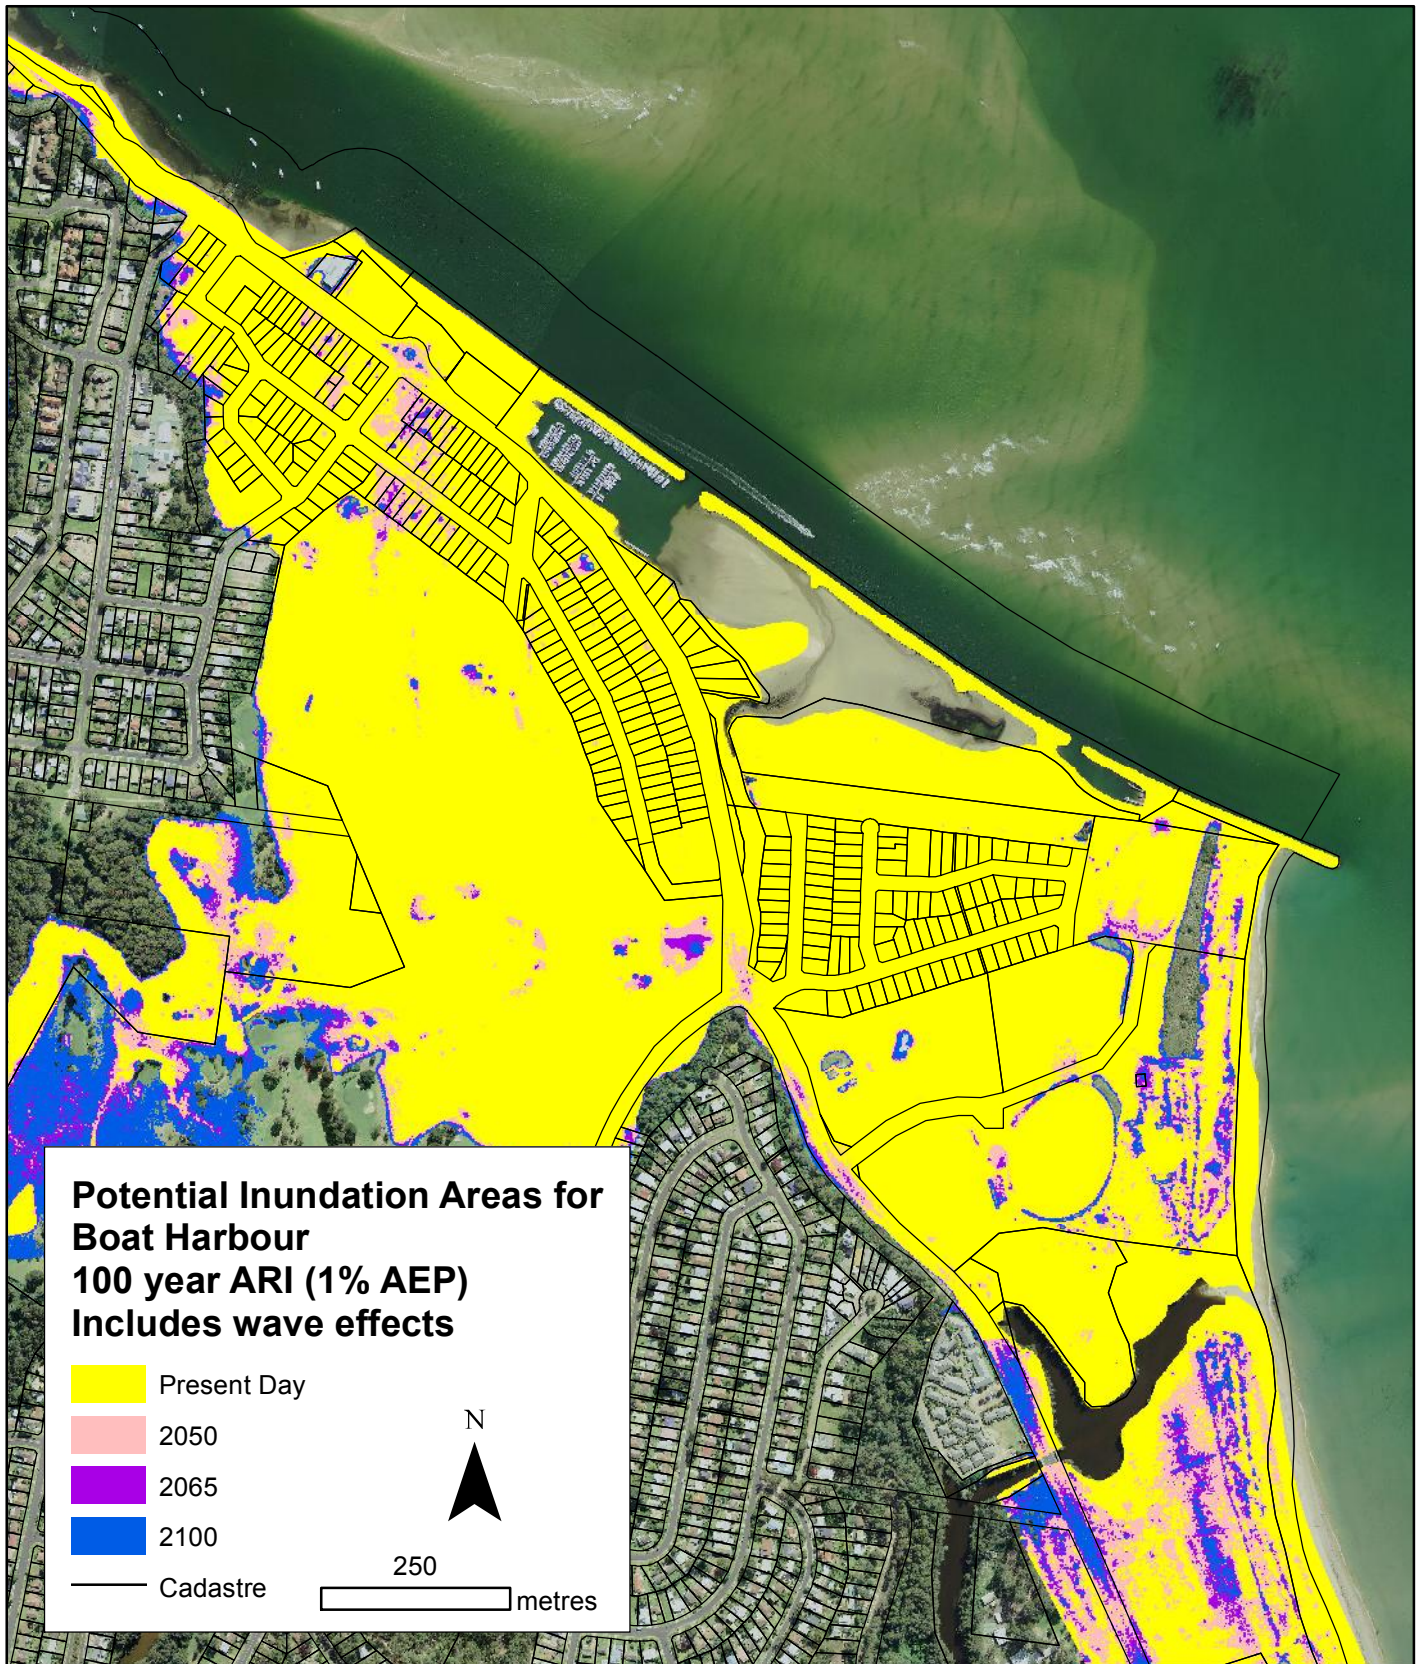 Potential Inundation Areas for
Boat Harbour
100 year ARI (1% AEP)
Includes wave effects
Present Day
2050
2065
2100
Cadastre
N
250
metres